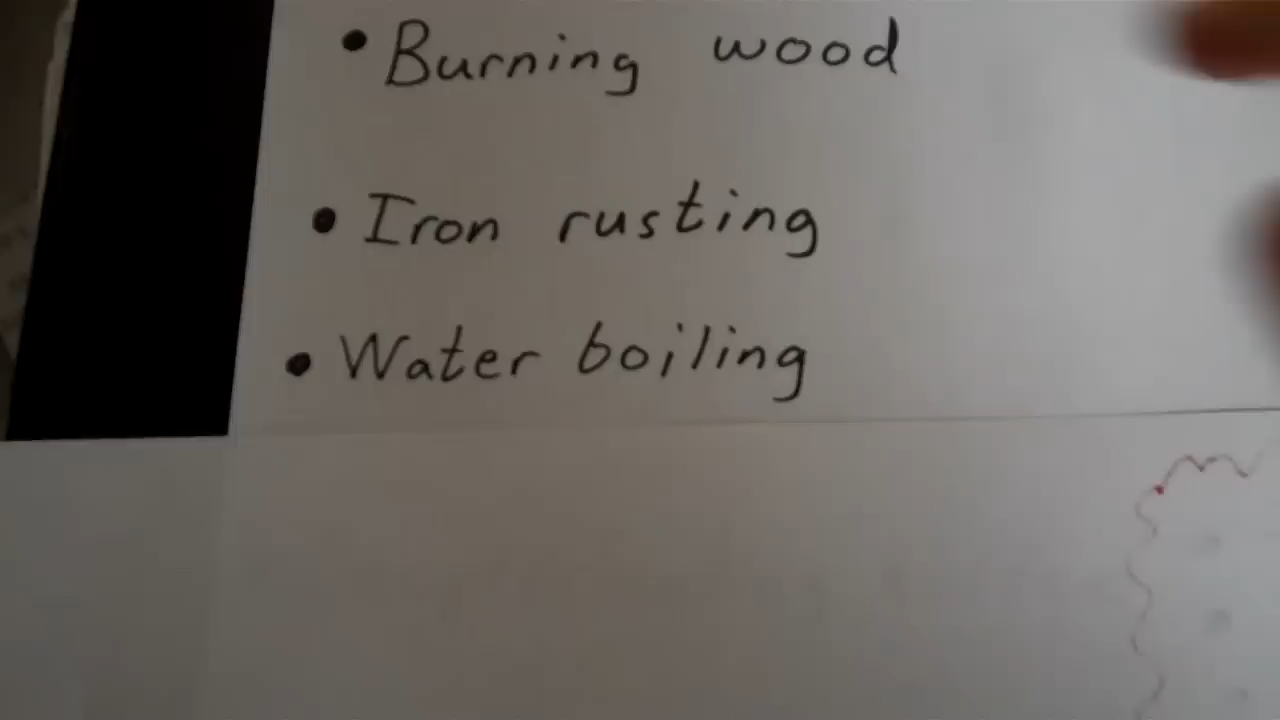 • Burning wood
• Iron rusting
• Water boiling